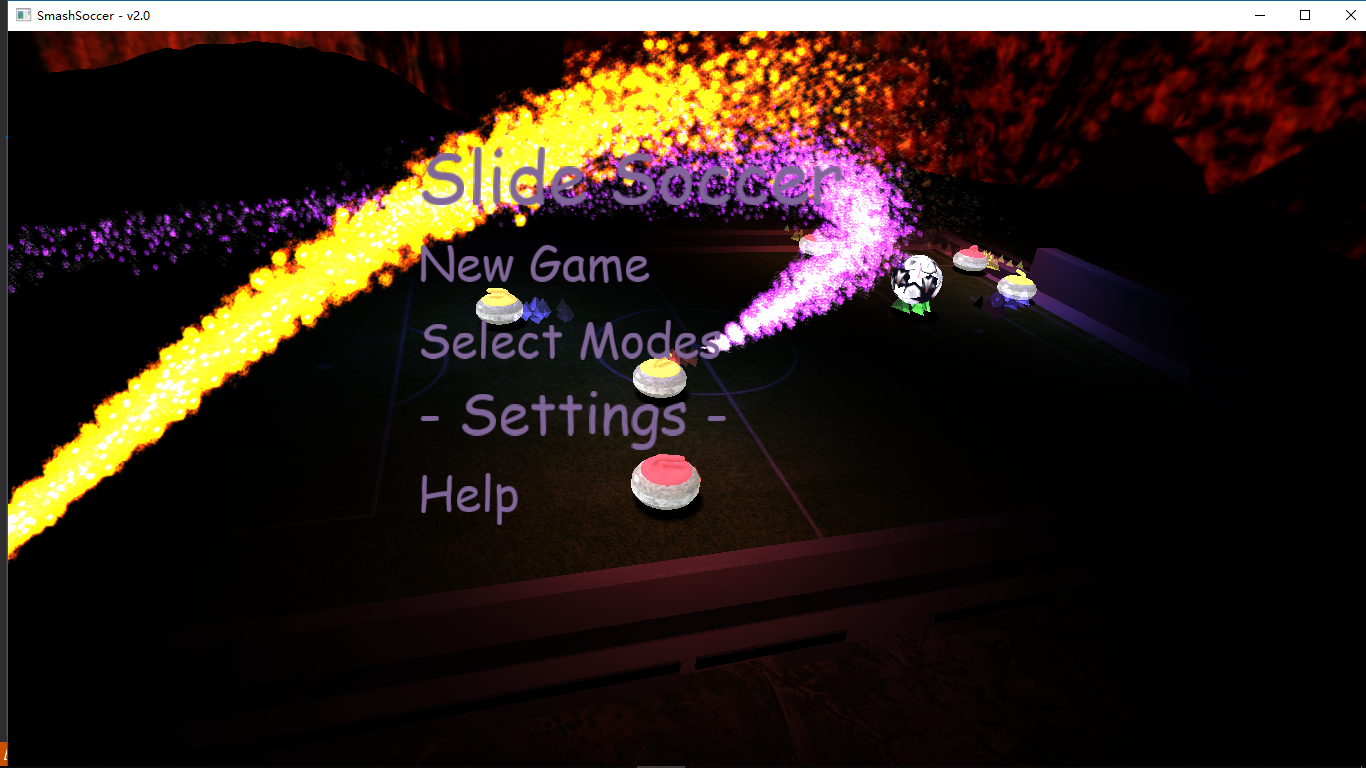 SmashSoccer - v2.0
Slide Soccer
New Game
Select Modes
- Settings -
Help